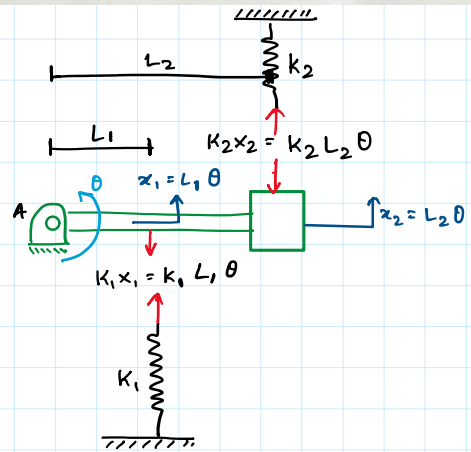 L₂
k₂
L₁
K₂x₂ = k₂ L₂ θ
θ
x₁ = L₁ θ
A
x₂ = L₂ θ
K₁x₁ = k₁ L₁ θ
K₁